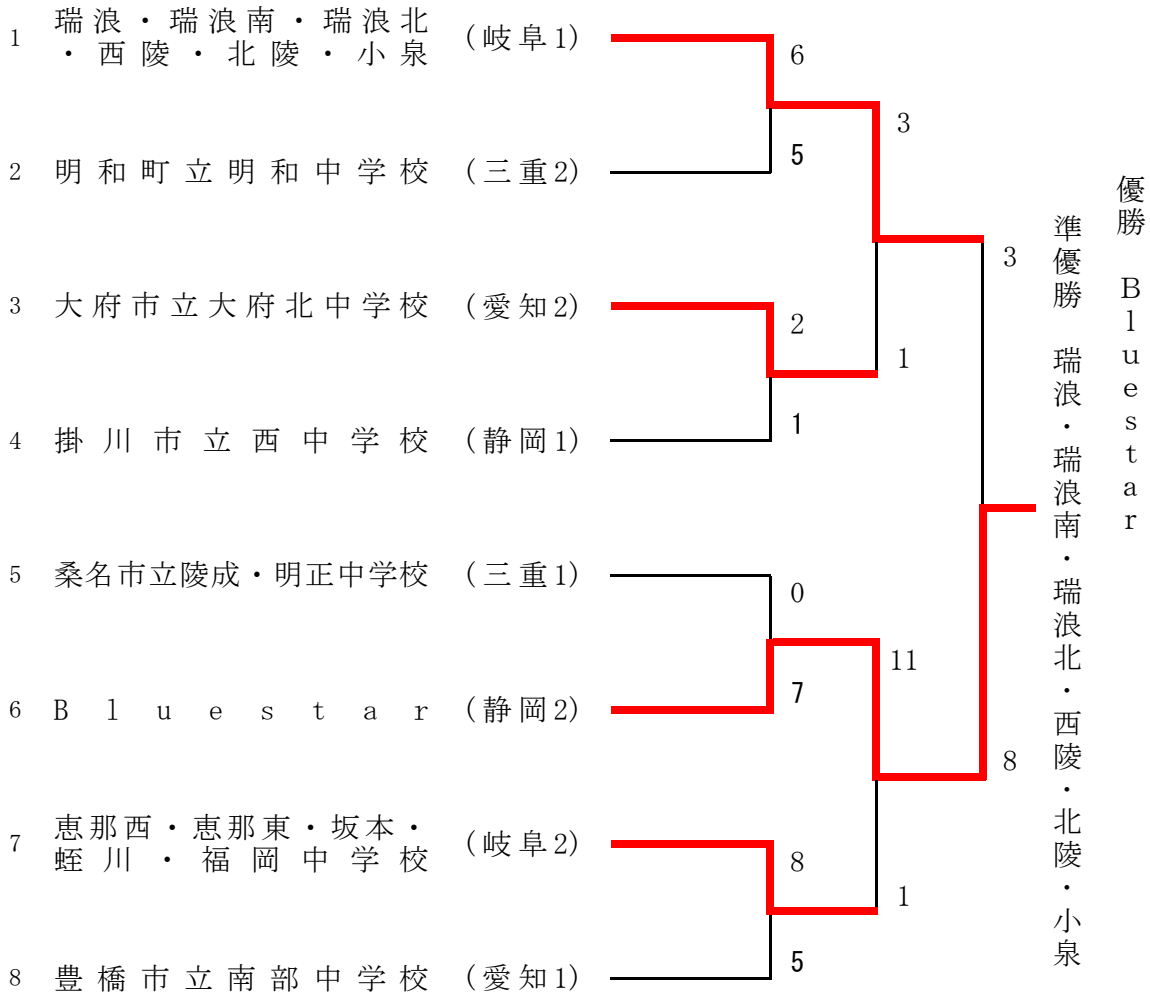 1 瑞浪・瑞浪南・瑞浪北 (岐阜1)
・西陵・北陵・小泉
2 明和町立明和中学校 (三重2)
3 大府市立大府北中学校 (愛知2)
4 掛川市立西中学校 (静岡1)
5 桑名市立陵成・明正中学校 (三重1)
6 Bluestar (静岡2)
7 恵那西・恵那東・坂本・ (岐阜2)
蛭川・福岡中学校
8 豊橋市立南部中学校 (愛知1)
6
5
2
1
0
7
8
5
3
1
11
1
3
8
優勝 Bluestar
準優勝 瑞浪・瑞浪南・瑞浪北・西陵・北陵・小泉